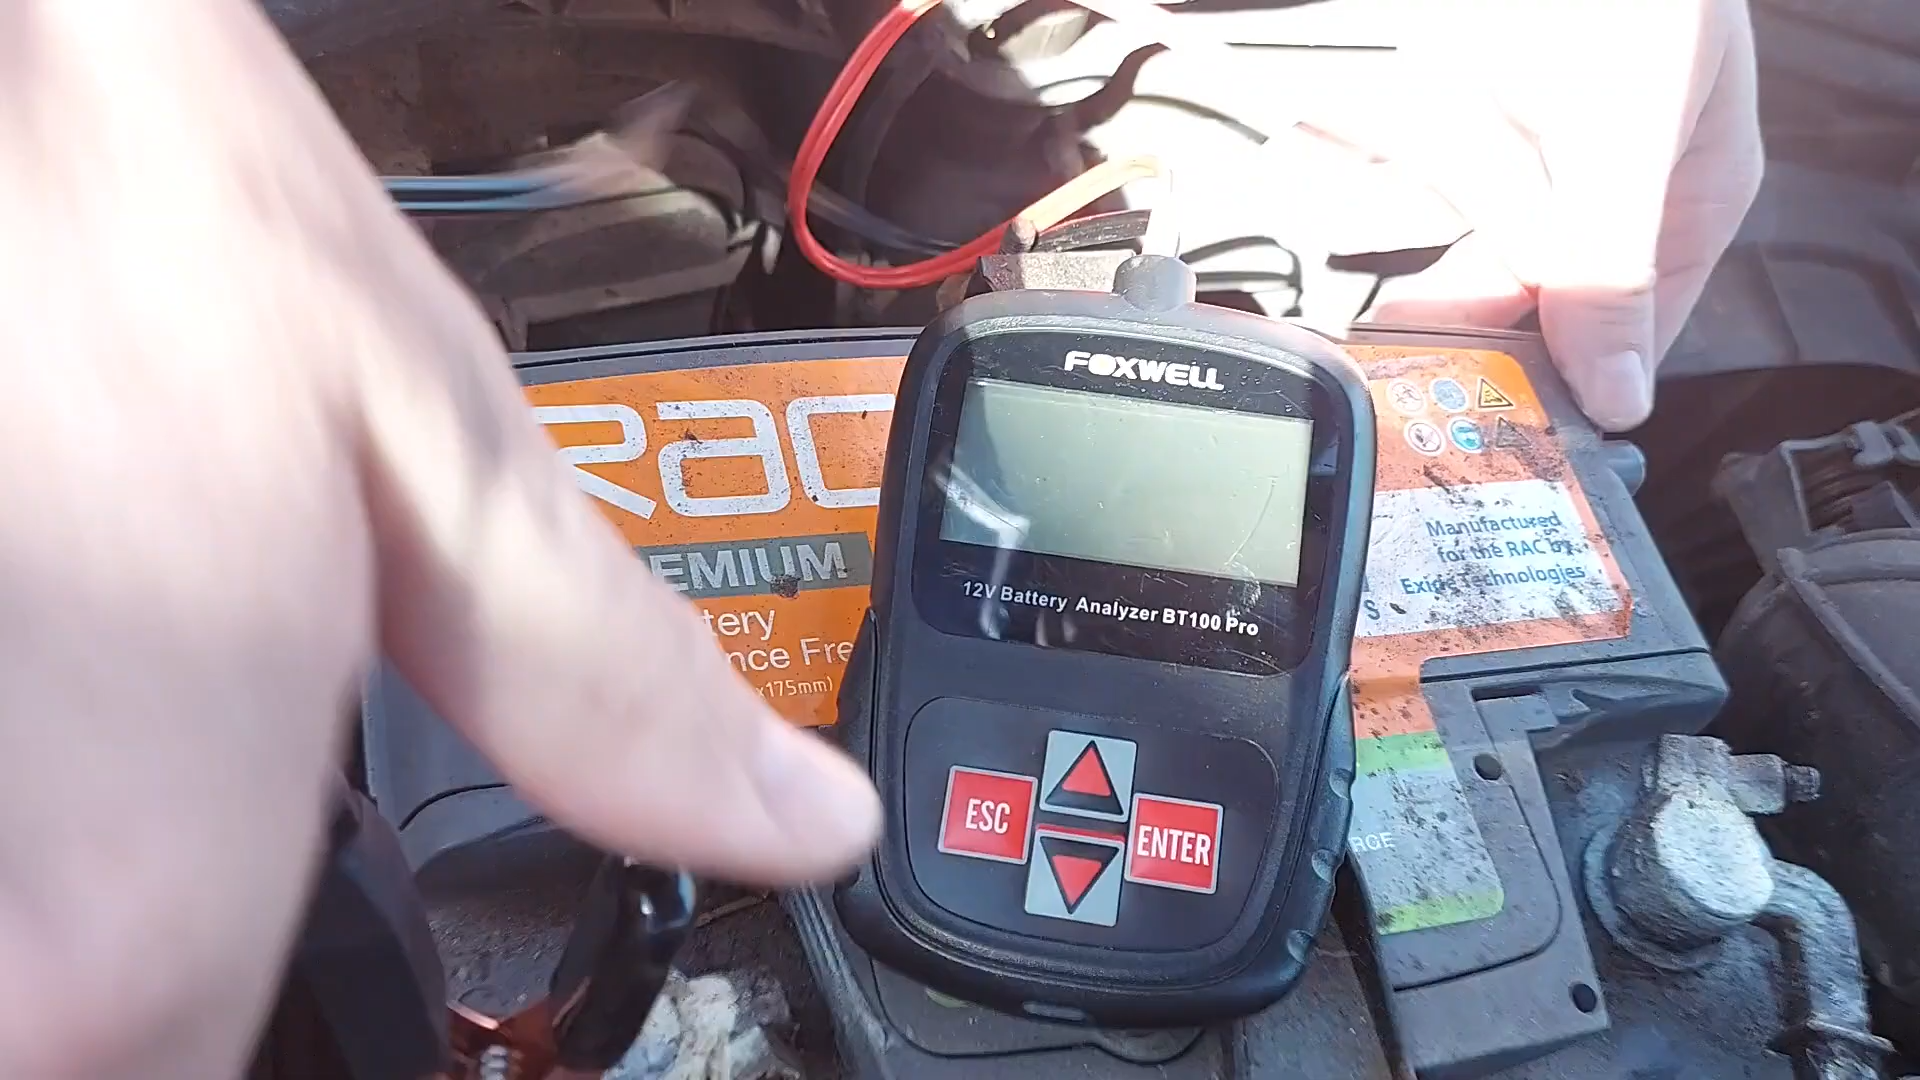 FOXWELL
12V Battery Analyzer BT100 Pro
ESC
ENTER
RAC
EMIUM
tery
nce Fre
x175mm)
Manufactured
for the RAC by
Exide Technologies
S
RGE